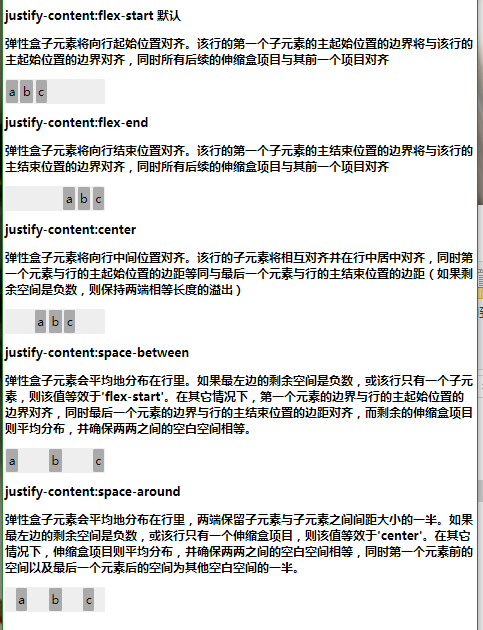 justify-content:flex-start 默认
弹性盒子元素将向行起始位置对齐。该行的第一个子元素的主起始位置的边界将与该行的
主起始位置的边界对齐，同时所有后续的伸缩盒项目与其前一个项目对齐
a b c
justify-content:flex-end
弹性盒子元素将向行结束位置对齐。该行的第一个子元素的主结束位置的边界将与该行的
主结束位置的边界对齐，同时所有后续的伸缩盒项目与其前一个项目对齐
a b c
justify-content:center
弹性盒子元素将向行中间位置对齐。该行的子元素将相互对齐并在行中居中对齐，同时第
一个元素与行的主起始位置的边距等同与最后一个元素与行的主结束位置的边距（如果剩
余空间是负数，则保持两端相等长度的溢出）
a b c
justify-content:space-between
弹性盒子元素会平均地分布在行里。如果最左边的剩余空间是负数，或该行只有一个子元
素，则该值等效于'flex-start'。在其它情况下，第一个元素的边界与行的主起始位置的
边界对齐，同时最后一个元素的边界与行的主结束位置的边距对齐，而剩余的伸缩盒项目
则平均分布，并确保两两之间的空白空间相等。
a b c
justify-content:space-around
弹性盒子元素会平均地分布在行里，两端保留子元素与子元素之间间距大小的一半。如果
最左边的剩余空间是负数，或该行只有一个伸缩盒项目，则该值等效于'center'。在其它
情况下，伸缩盒项目则平均分布，并确保两两之间的空白空间相等，同时第一个元素前的
空间以及最后一个元素后的空间为其他空白空间的一半。
a b c